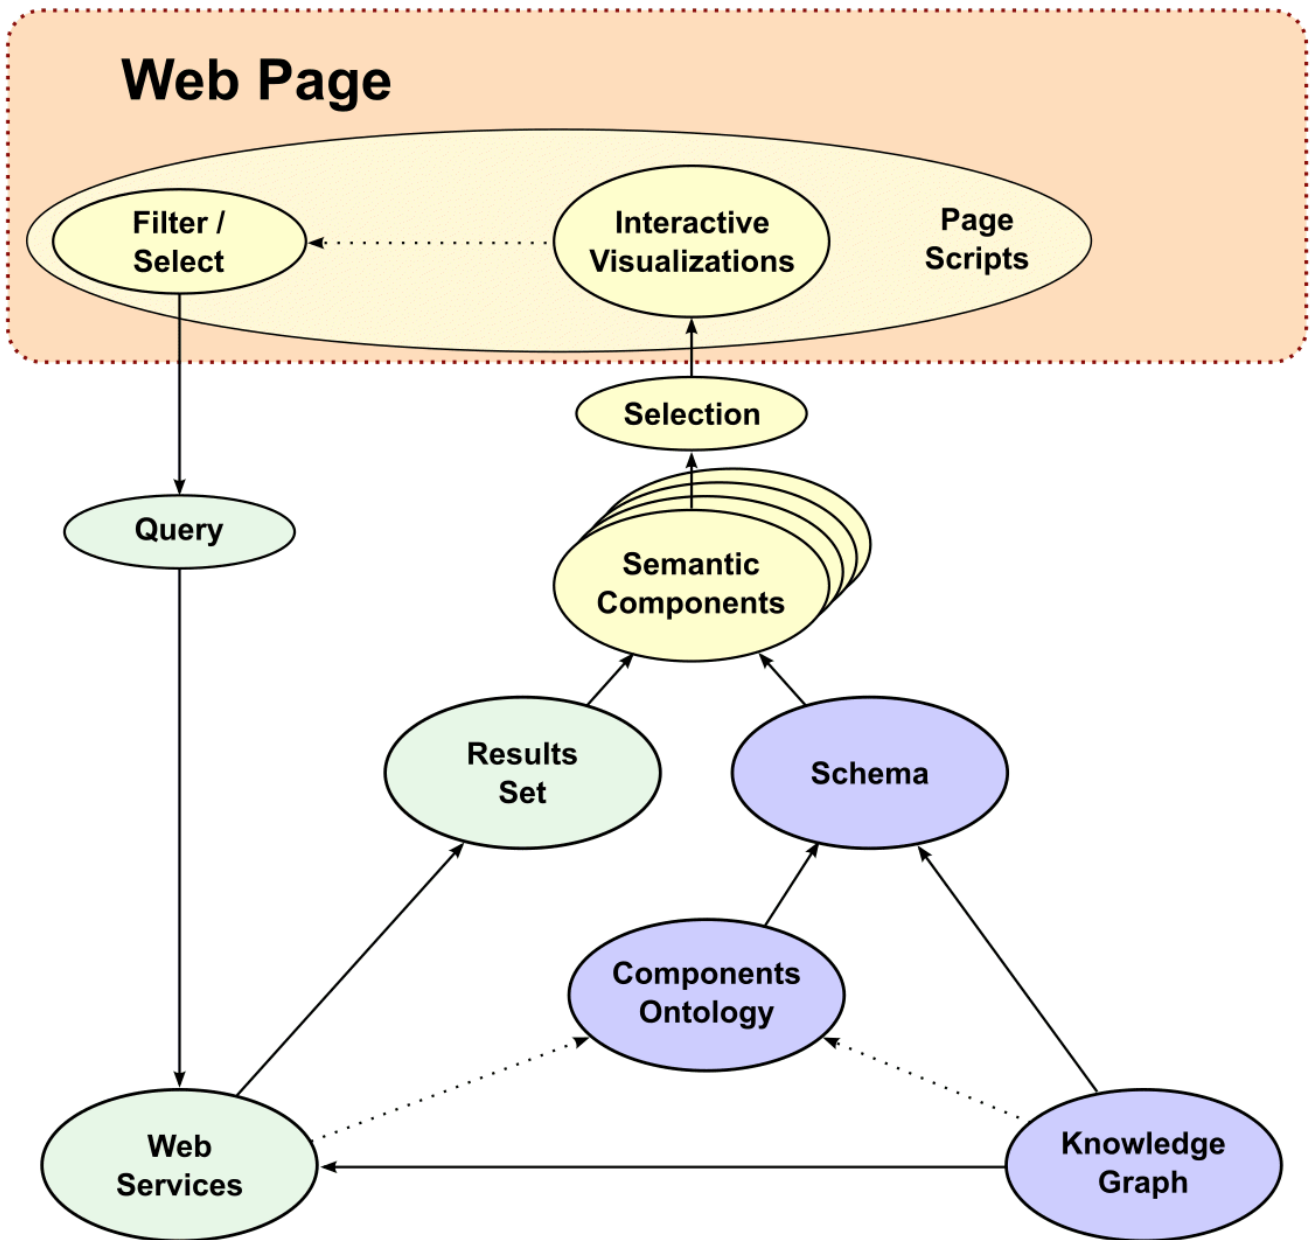 Web Page
Filter /
Select
Interactive
Visualizations
Page
Scripts
Selection
Query
Semantic
Components
Results
Set
Schema
Components
Ontology
Web
Services
Knowledge
Graph